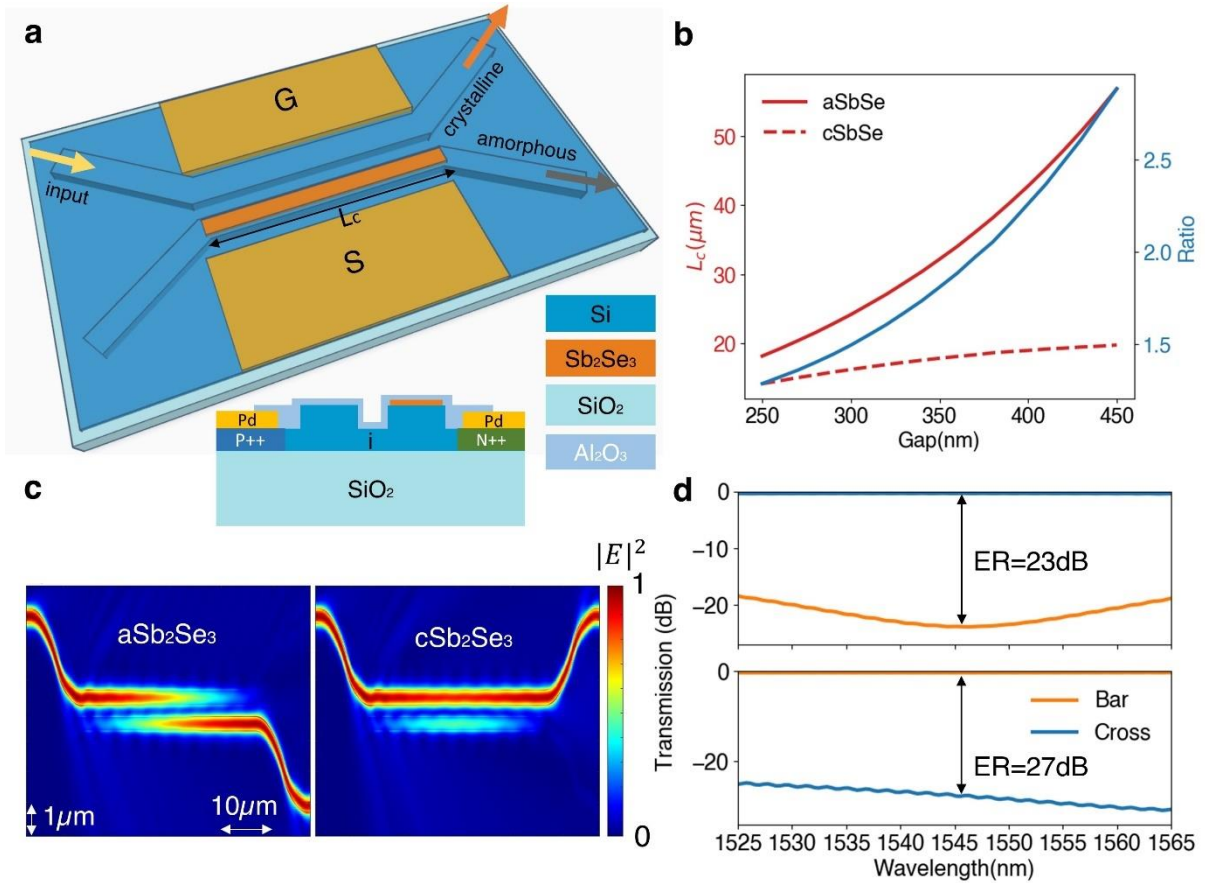 a
G
S
input
crystalline
amorphous
Lc
Si
Sb₂Se₃
SiO₂
Al₂O₃
Pd
Pd
P++
i
N++
SiO₂
b
aSbSe
cSbSe
50
40
30
20
Lc(μm)
2.5
2.0
1.5
Ratio
250
300
350
400
450
Gap(nm)
c
|E|²
1
0
aSb₂Se₃
cSb₂Se₃
1μm
10μm
d
0
−10
−20
ER=23dB
Transmission (dB)
0
−20
Bar
Cross
ER=27dB
1525 1530 1535 1540 1545 1550 1555 1560 1565
Wavelength(nm)